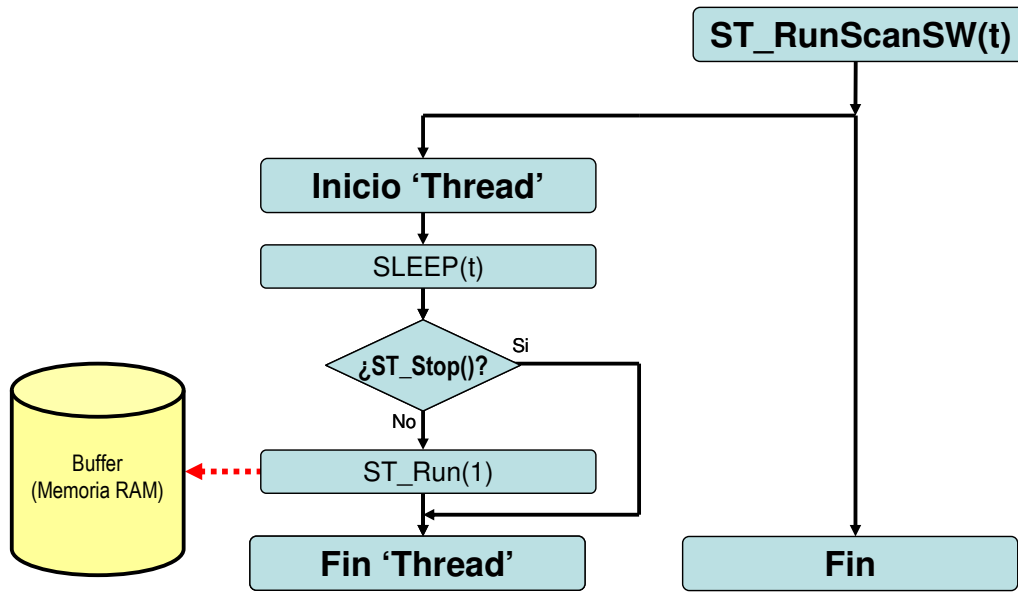 ST_RunScanSW(t)
Inicio ‘Thread’
SLEEP(t)
¿ST_Stop()?
Si
No
Buffer
(Memoria RAM)
ST_Run(1)
Fin ‘Thread’
Fin